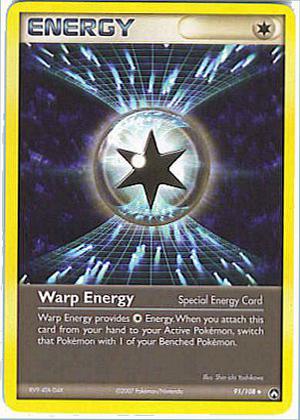 ENERGY
Warp Energy Special Energy Card
Warp Energy provides Energy. When you attach this
card from your hand to your Active Pokémon, switch
that Pokémon with 1 of your Benched Pokémon.
Illus. Shin-ichi Yoshikawa
©2007 Pokémon/Nintendo 91/108